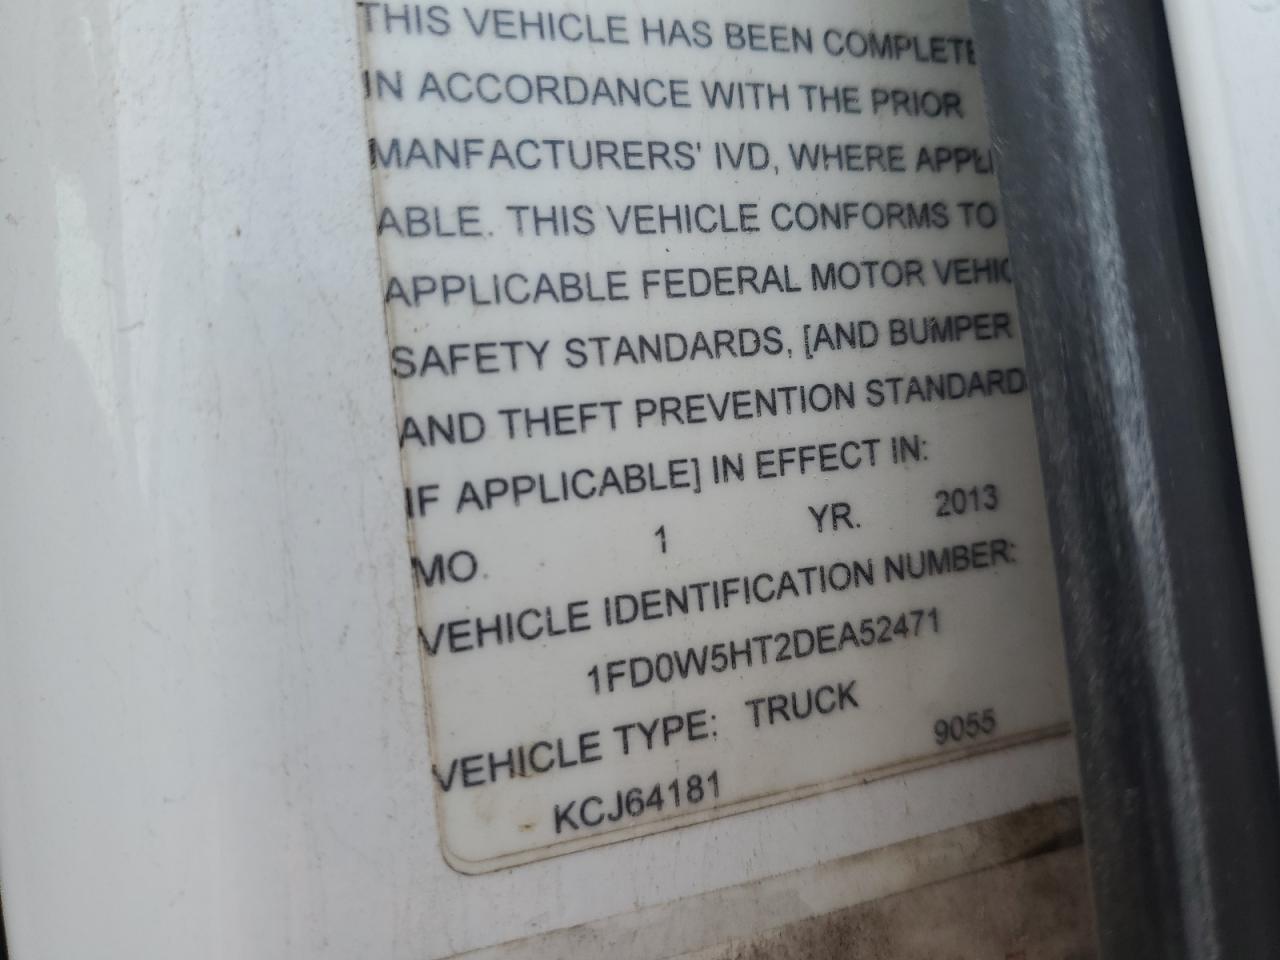 THIS VEHICLE HAS BEEN COMPLETE
IN ACCORDANCE WITH THE PRIOR
MANFACTURERS' IVD, WHERE APPLI
ABLE. THIS VEHICLE CONFORMS TO
APPLICABLE FEDERAL MOTOR VEHIC
SAFETY STANDARDS, [AND BUMPER
AND THEFT PREVENTION STANDARD
IF APPLICABLE] IN EFFECT IN:
MO. 1 YR. 2013
VEHICLE IDENTIFICATION NUMBER:
1FD0W5HT2DEA52471
VEHICLE TYPE: TRUCK
KCJ64181 9055